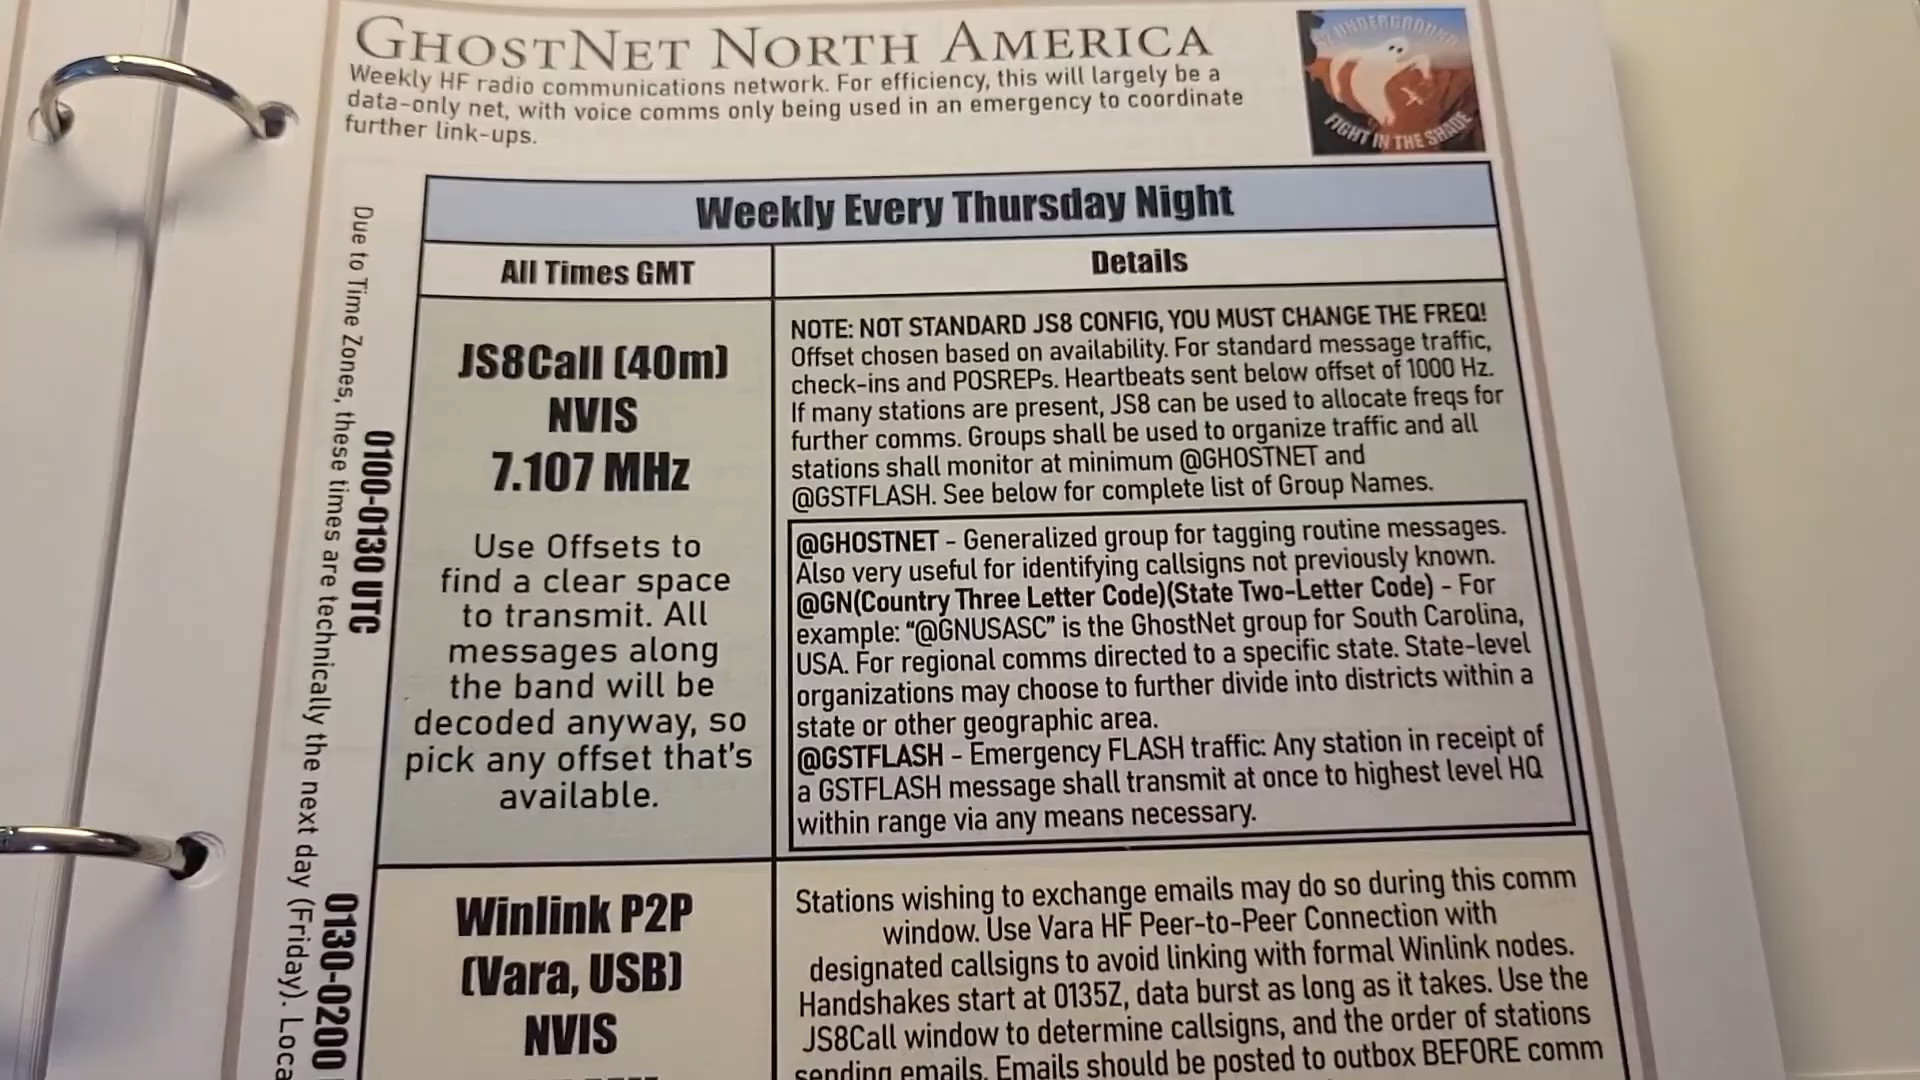 GHOSTNET NORTH AMERICA
Weekly HF radio communications network. For efficiency, this will largely be a
data-only net, with voice comms only being used in an emergency to coordinate
further link-ups.
UNDERGROUND
FIGHT IN THE SHADE
Weekly Every Thursday Night
All Times GMT
Details
Due to Time Zones, these times are technically the next day (Friday). Loca
0100-0130 UTC
JS8Call (40m)
NVIS
7.107 MHz
Use Offsets to
find a clear space
to transmit. All
messages along
the band will be
decoded anyway, so
pick any offset that's
available.
NOTE: NOT STANDARD JS8 CONFIG, YOU MUST CHANGE THE FREQ!
Offset chosen based on availability. For standard message traffic,
check-ins and POSREPs. Heartbeats sent below offset of 1000 Hz.
If many stations are present, JS8 can be used to allocate freqs for
further comms. Groups shall be used to organize traffic and all
stations shall monitor at minimum @GHOSTNET and
@GSTFLASH. See below for complete list of Group Names.
@GHOSTNET - Generalized group for tagging routine messages.
Also very useful for identifying callsigns not previously known.
@GN(Country Three Letter Code)(State Two-Letter Code) - For
example: "@GNUSASC" is the GhostNet group for South Carolina,
USA. For regional comms directed to a specific state. State-level
organizations may choose to further divide into districts within a
state or other geographic area.
@GSTFLASH - Emergency FLASH traffic: Any station in receipt of
a GSTFLASH message shall transmit at once to highest level HQ
within range via any means necessary.
0130-0200
Winlink P2P
(Vara, USB)
NVIS
Stations wishing to exchange emails may do so during this comm
window. Use Vara HF Peer-to-Peer Connection with
designated callsigns to avoid linking with formal Winlink nodes.
Handshakes start at 0135Z, data burst as long as it takes. Use the
JS8Call window to determine callsigns, and the order of stations
sending emails. Emails should be posted to outbox BEFORE comm